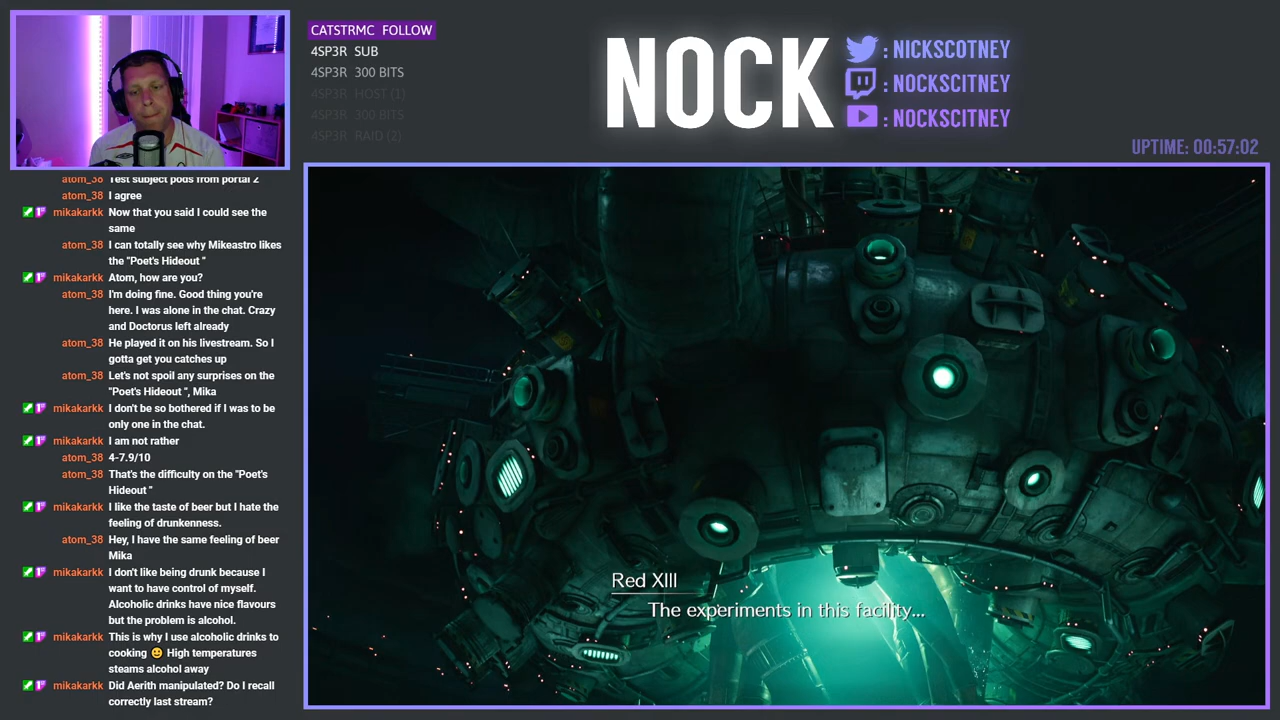 CATSTRMC FOLLOW
4SP3R SUB
4SP3R 300 BITS
4SP3R HOST (1)
4SP3R 300 BITS
4SP3R RAID (2)
NOCK
: NICKSCOTNEY
: NOCKSCITNEY
: NOCKSCITNEY
UPTIME: 00:57:02
atom_38 Test subject pods from portal 2
atom_38 I agree
mikakarkk Now that you said I could see the
same
atom_38 I can totally see why Mikeastro likes
the "Poet's Hideout "
mikakarkk Atom, how are you?
atom_38 I'm doing fine. Good thing you're
here. I was alone in the chat. Crazy
and Doctorus left already
atom_38 He played it on his livestream. So I
gotta get you catches up
atom_38 Let's not spoil any surprises on the
"Poet's Hideout ", Mika
mikakarkk I don't be so bothered if I was to be
only one in the chat.
mikakarkk I am not rather
atom_38 4-7.9/10
atom_38 That's the difficulty on the "Poet's
Hideout "
mikakarkk I like the taste of beer but I hate the
feeling of drunkenness.
atom_38 Hey, I have the same feeling of beer
Mika
mikakarkk I don't like being drunk because I
want to have control of myself.
Alcoholic drinks have nice flavours
but the problem is alcohol.
mikakarkk This is why I use alcoholic drinks to
cooking 😀 High temperatures
steams alcohol away
mikakarkk Did Aerith manipulated? Do I recall
correctly last stream?
Red XIII
The experiments in this facility...